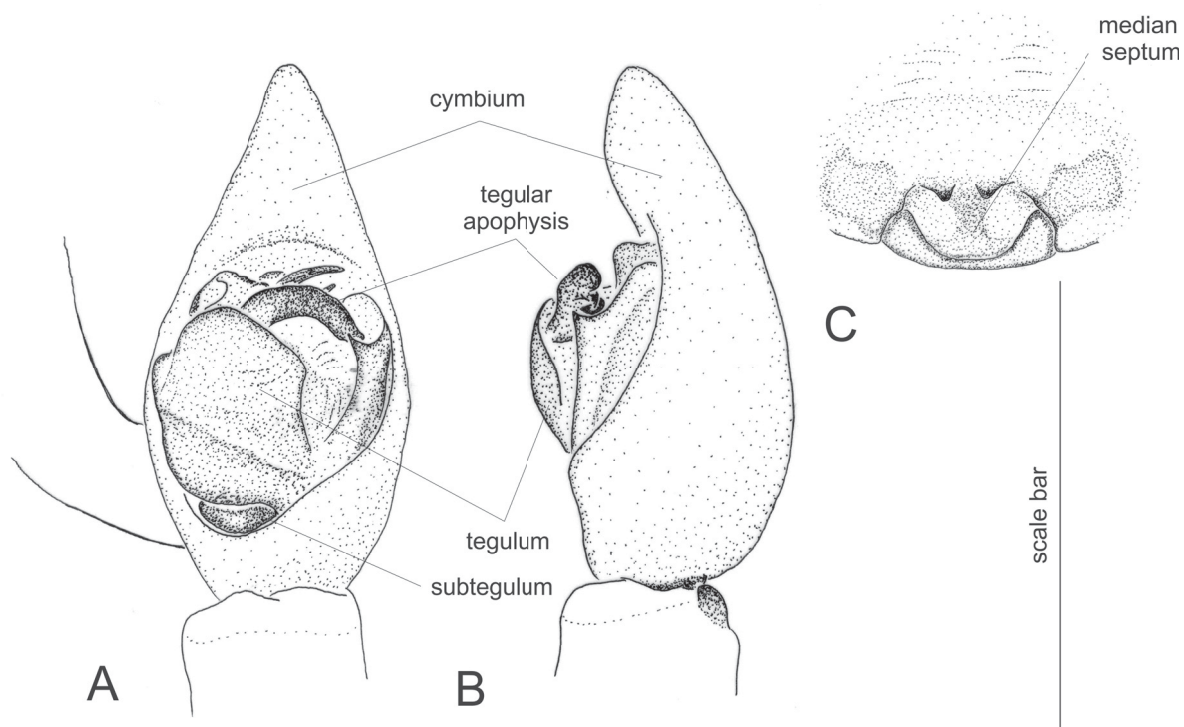 cymbium
tegular
apophysis
tegulum
subtegulum
A
B
median
septum
C
scale bar